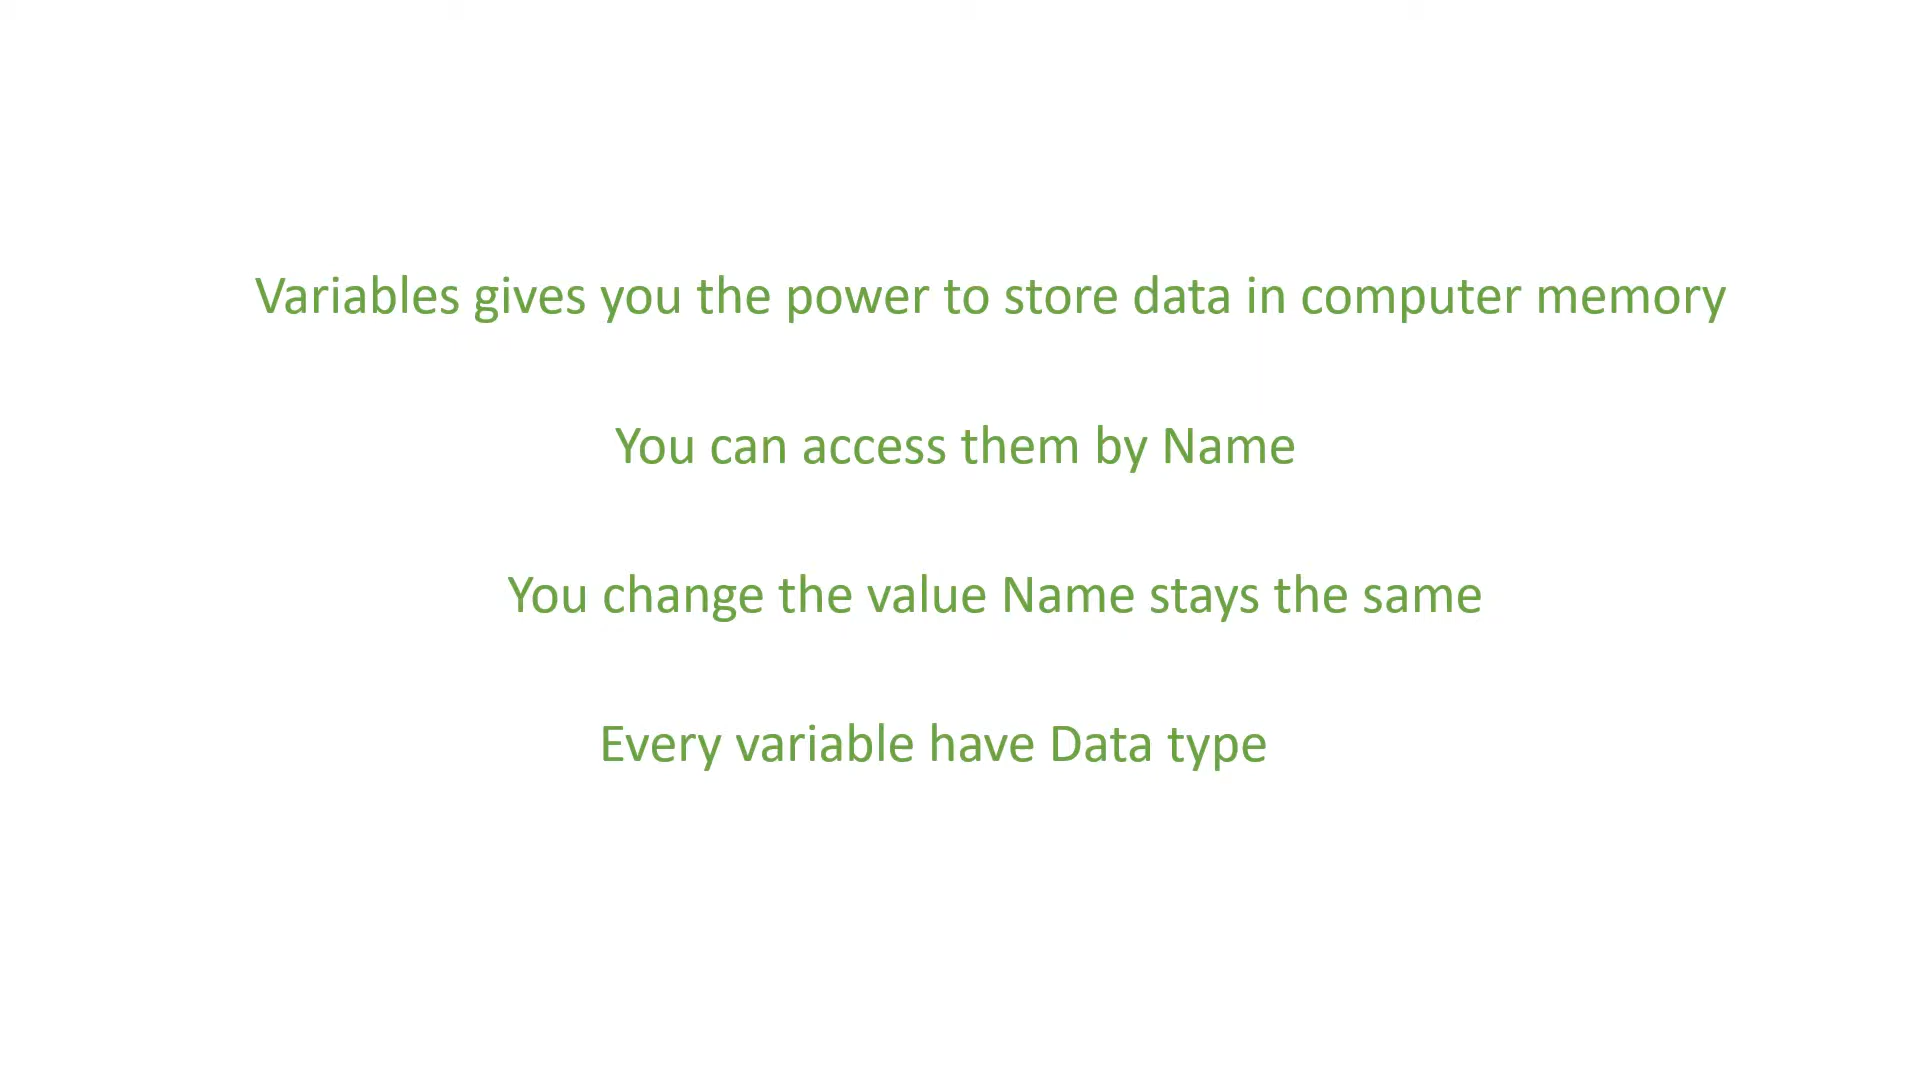 Variables gives you the power to store data in computer memory
You can access them by Name
You change the value Name stays the same
Every variable have Data type